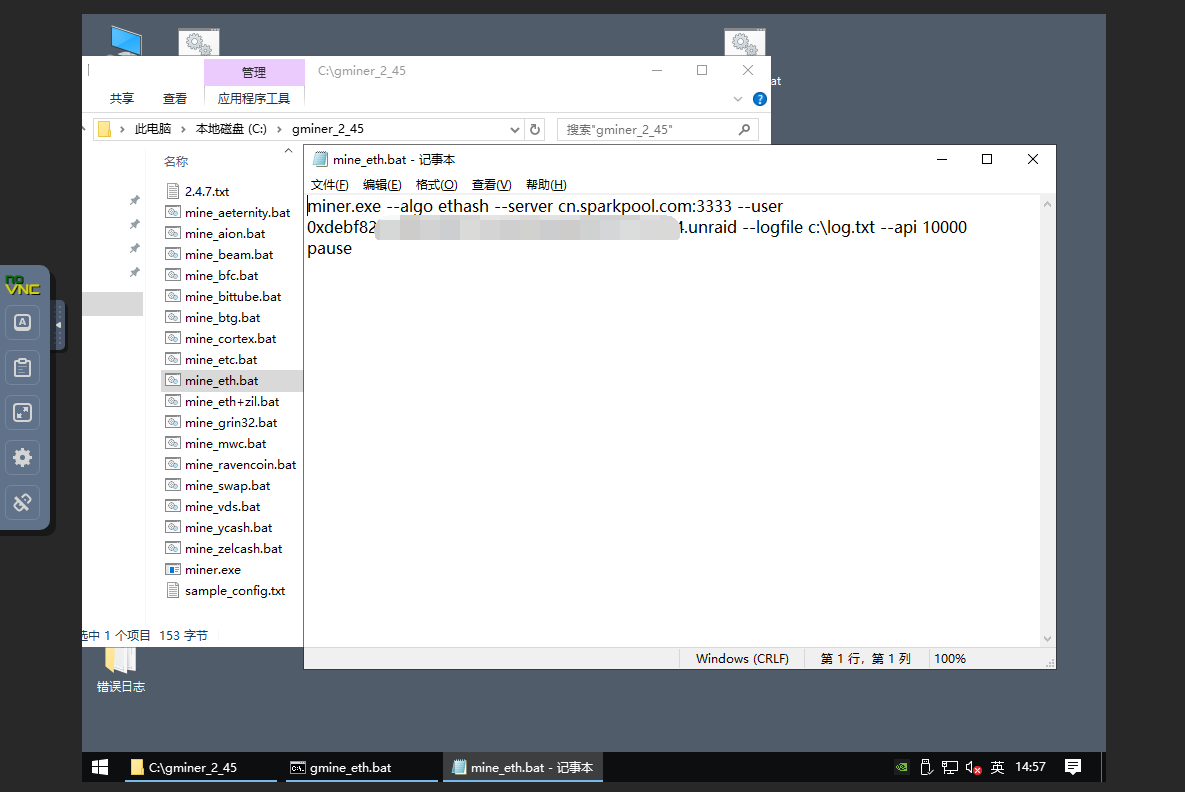 管理
C:\gminer_2_45
共享
查看
应用程序工具
at
?
此电脑 › 本地磁盘 (C:) › gminer_2_45
搜索"gminer_2_45"
名称
2.4.7.txt
mine_aeternity.bat
mine_aion.bat
mine_beam.bat
mine_bfc.bat
mine_bittube.bat
mine_btg.bat
mine_cortex.bat
mine_etc.bat
mine_eth.bat
mine_eth+zil.bat
mine_grin32.bat
mine_mwc.bat
mine_ravencoin.bat
mine_swap.bat
mine_vds.bat
mine_ycash.bat
mine_zelcash.bat
miner.exe
sample_config.txt
选中 1 个项目 153 字节
mine_eth.bat - 记事本
文件(F) 编辑(E) 格式(O) 查看(V) 帮助(H)
miner.exe --algo ethash --server cn.sparkpool.com:3333 --user
0xdebf82 4.unraid --logfile c:\log.txt --api 10000
pause
Windows (CRLF) 第 1 行，第 1 列 100%
no
VNC
A
错误日志
C:\gminer_2_45
gmine_eth.bat
mine_eth.bat - 记事本
英
14:57